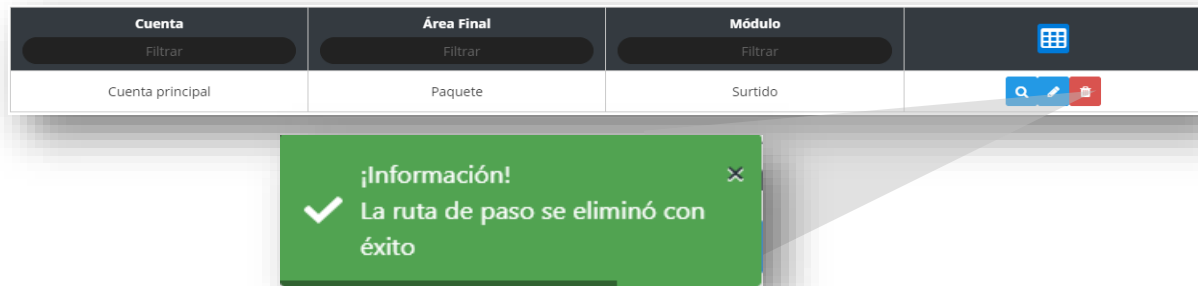 Cuenta Área Final Módulo
Filtrar Filtrar Filtrar
Cuenta principal Paquete Surtido
¡Información!
La ruta de paso se eliminó con
éxito